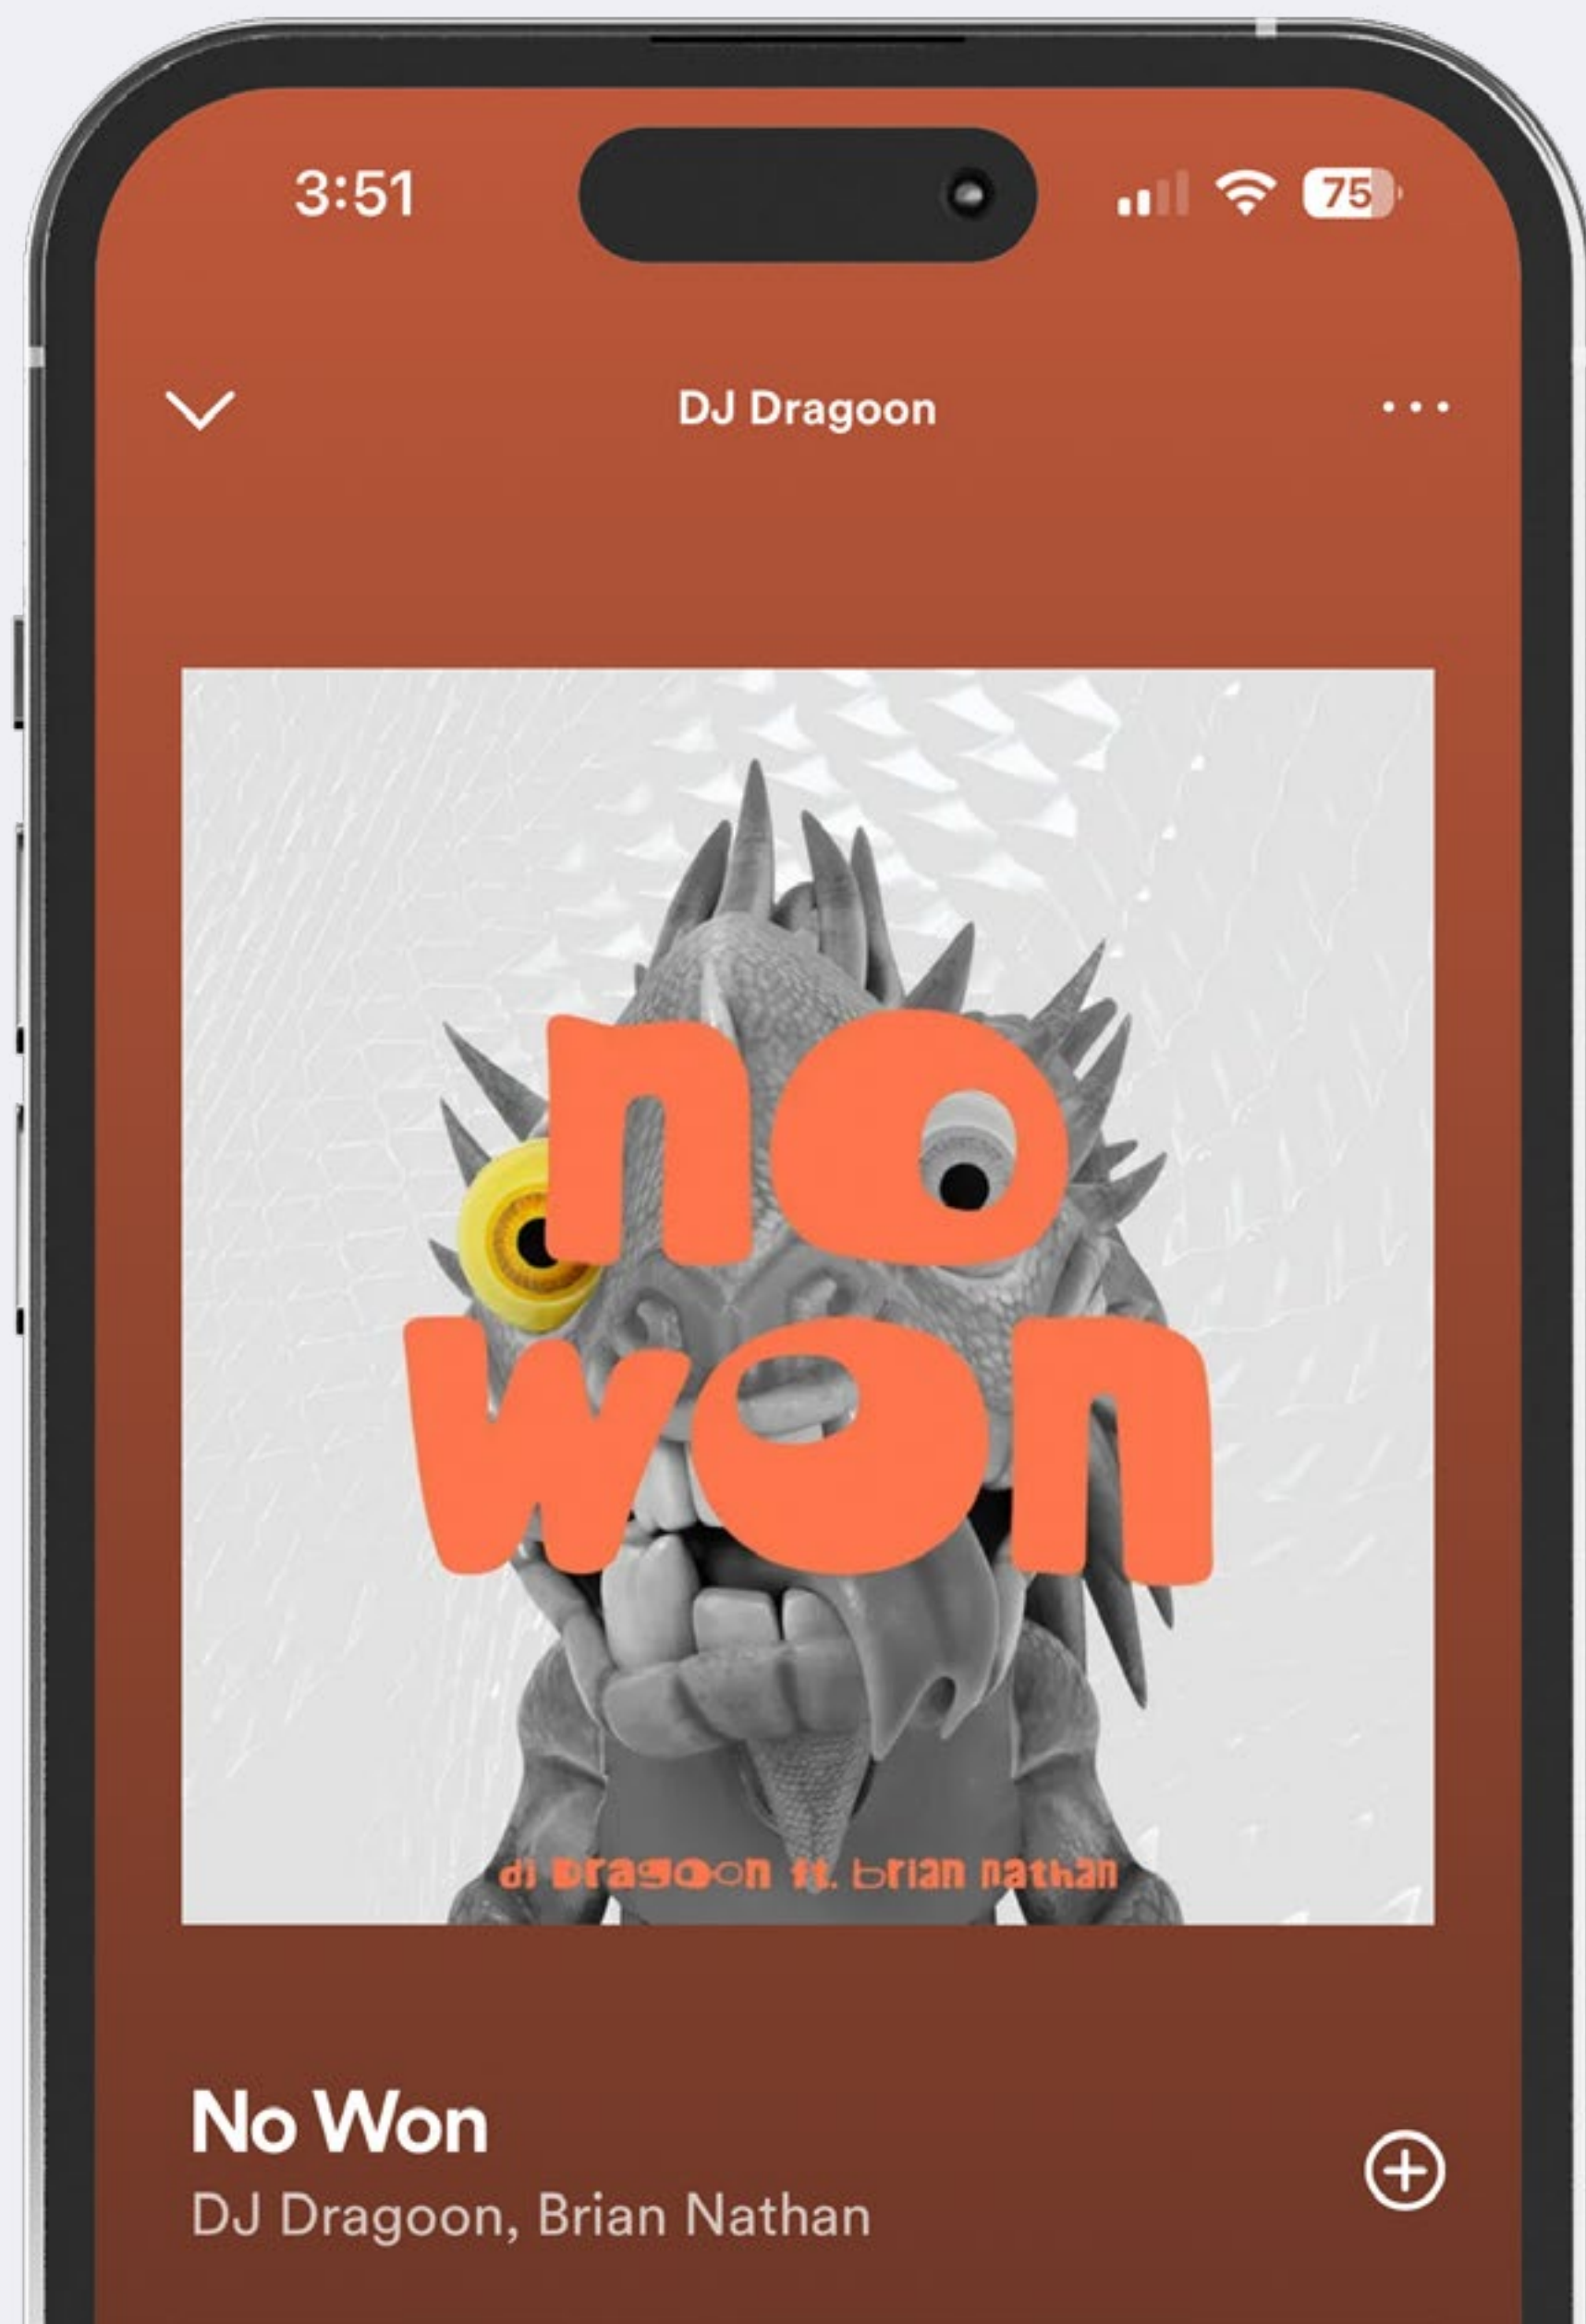 3:51
75
DJ Dragoon
no
won
dj Dragoon ft. brian nathan
No Won
DJ Dragoon, Brian Nathan